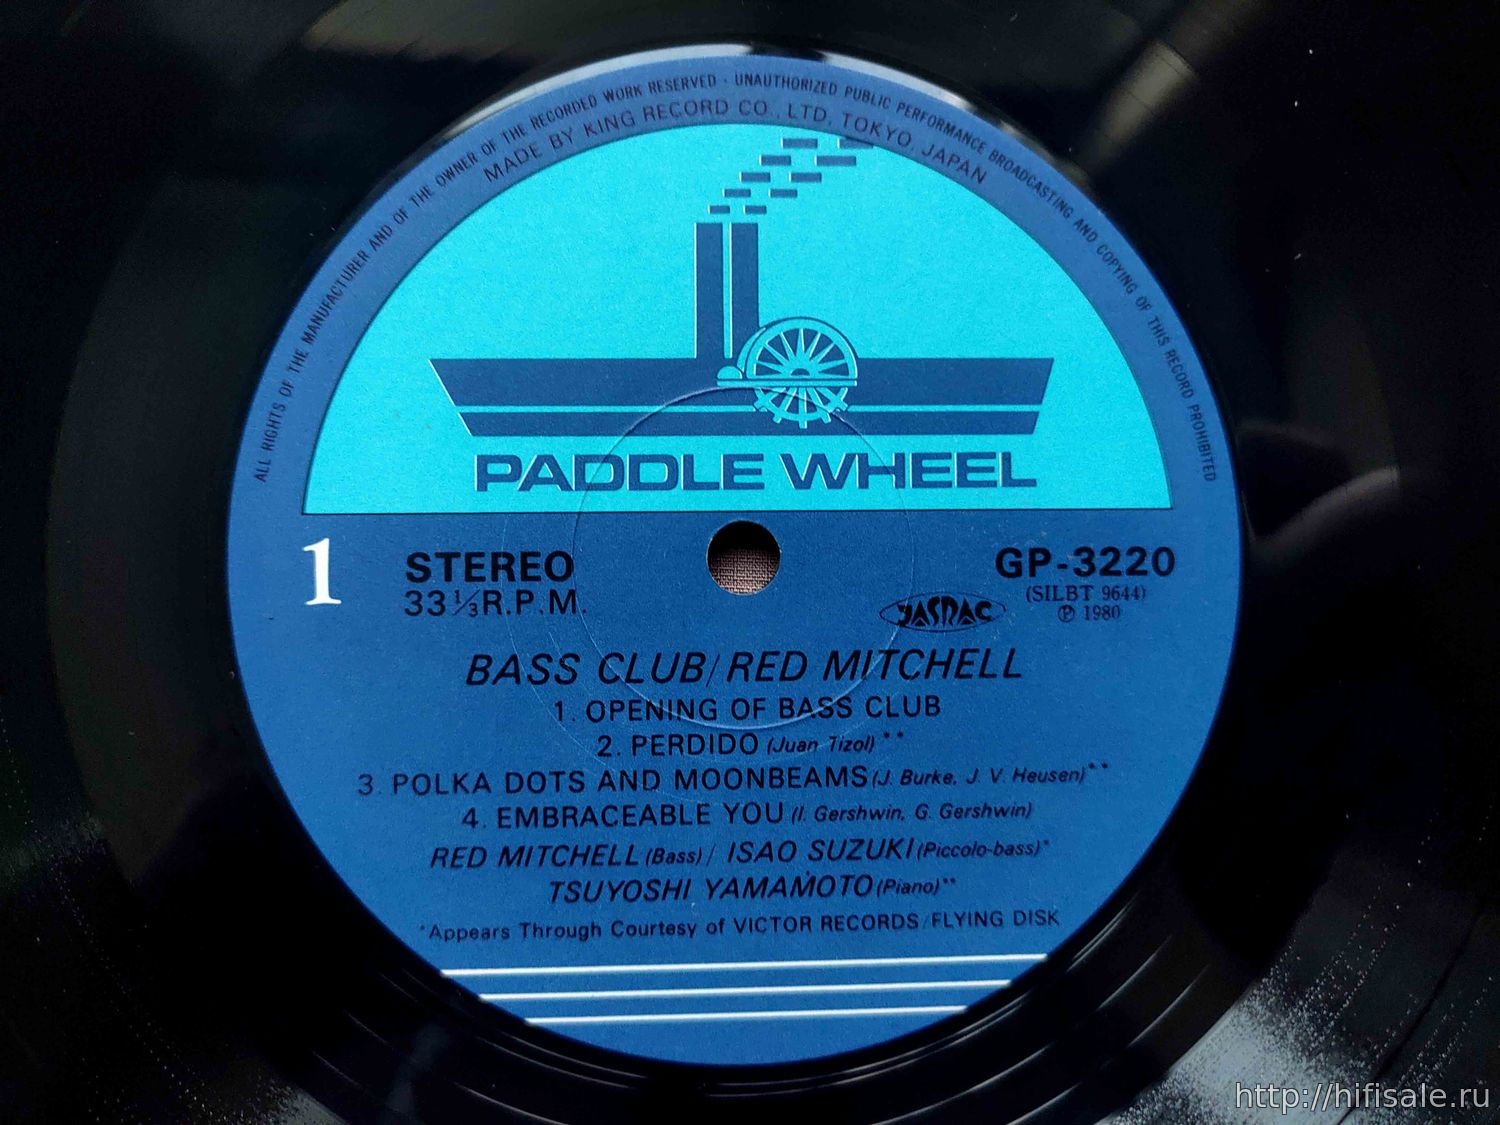 ALL RIGHTS OF THE MANUFACTURER AND OF THE OWNER OF THE RECORDED WORK RESERVED · UNAUTHORIZED PUBLIC PERFORMANCE BROADCASTING AND COPYING OF THIS RECORD PROHIBITED
MADE BY KING RECORD CO., LTD, TOKYO, JAPAN
PADDLE WHEEL
1 STEREO GP-3220
33 1/3 R.P.M. JASRAC (SILBT 9644)
℗ 1980
BASS CLUB/RED MITCHELL
1. OPENING OF BASS CLUB
2. PERDIDO (Juan Tizol)**
3. POLKA DOTS AND MOONBEAMS (J. Burke, J. V. Heusen)**
4. EMBRACEABLE YOU (I. Gershwin, G. Gershwin)
RED MITCHELL (Bass) / ISAO SUZUKI (Piccolo-bass)*
TSUYOSHI YAMAMOTO (Piano)**
*Appears Through Courtesy of VICTOR RECORDS/FLYING DISK
http://hifisale.ru